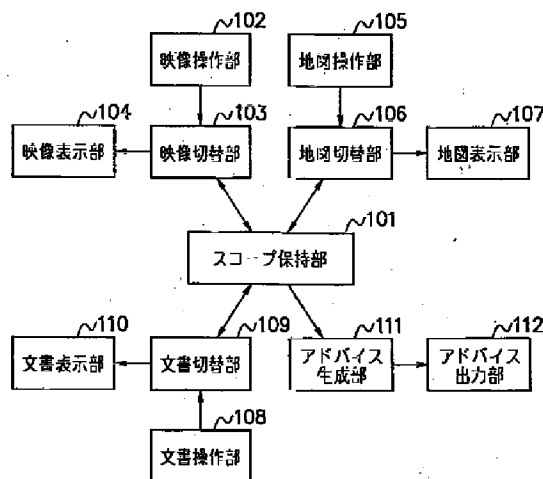 102
105
映像操作部
地図操作部
104
103
106
107
映像表示部
映像切替部
地図切替部
地図表示部
101
スコープ保持部
110
109
111
112
文書表示部
文書切替部
アドバイス
生成部
アドバイス
出力部
108
文書操作部